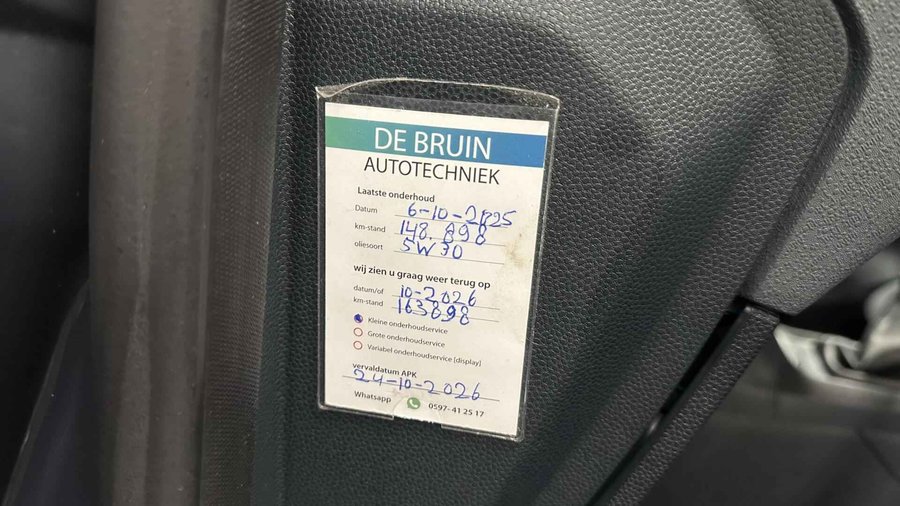 DE BRUIN
AUTOTECHNIEK
Laatste onderhoud
Datum 6-10-2025
km-stand 148.898
oliesoort 5W30
wij zien u graag weer terug op
datum/of 10-2026
km-stand 163898
Kleine onderhoudservice
Grote onderhoudservice
Variabel onderhoudservice [display]
vervaldatum APK
24-10-2026
Whatsapp 0597-41 25 17